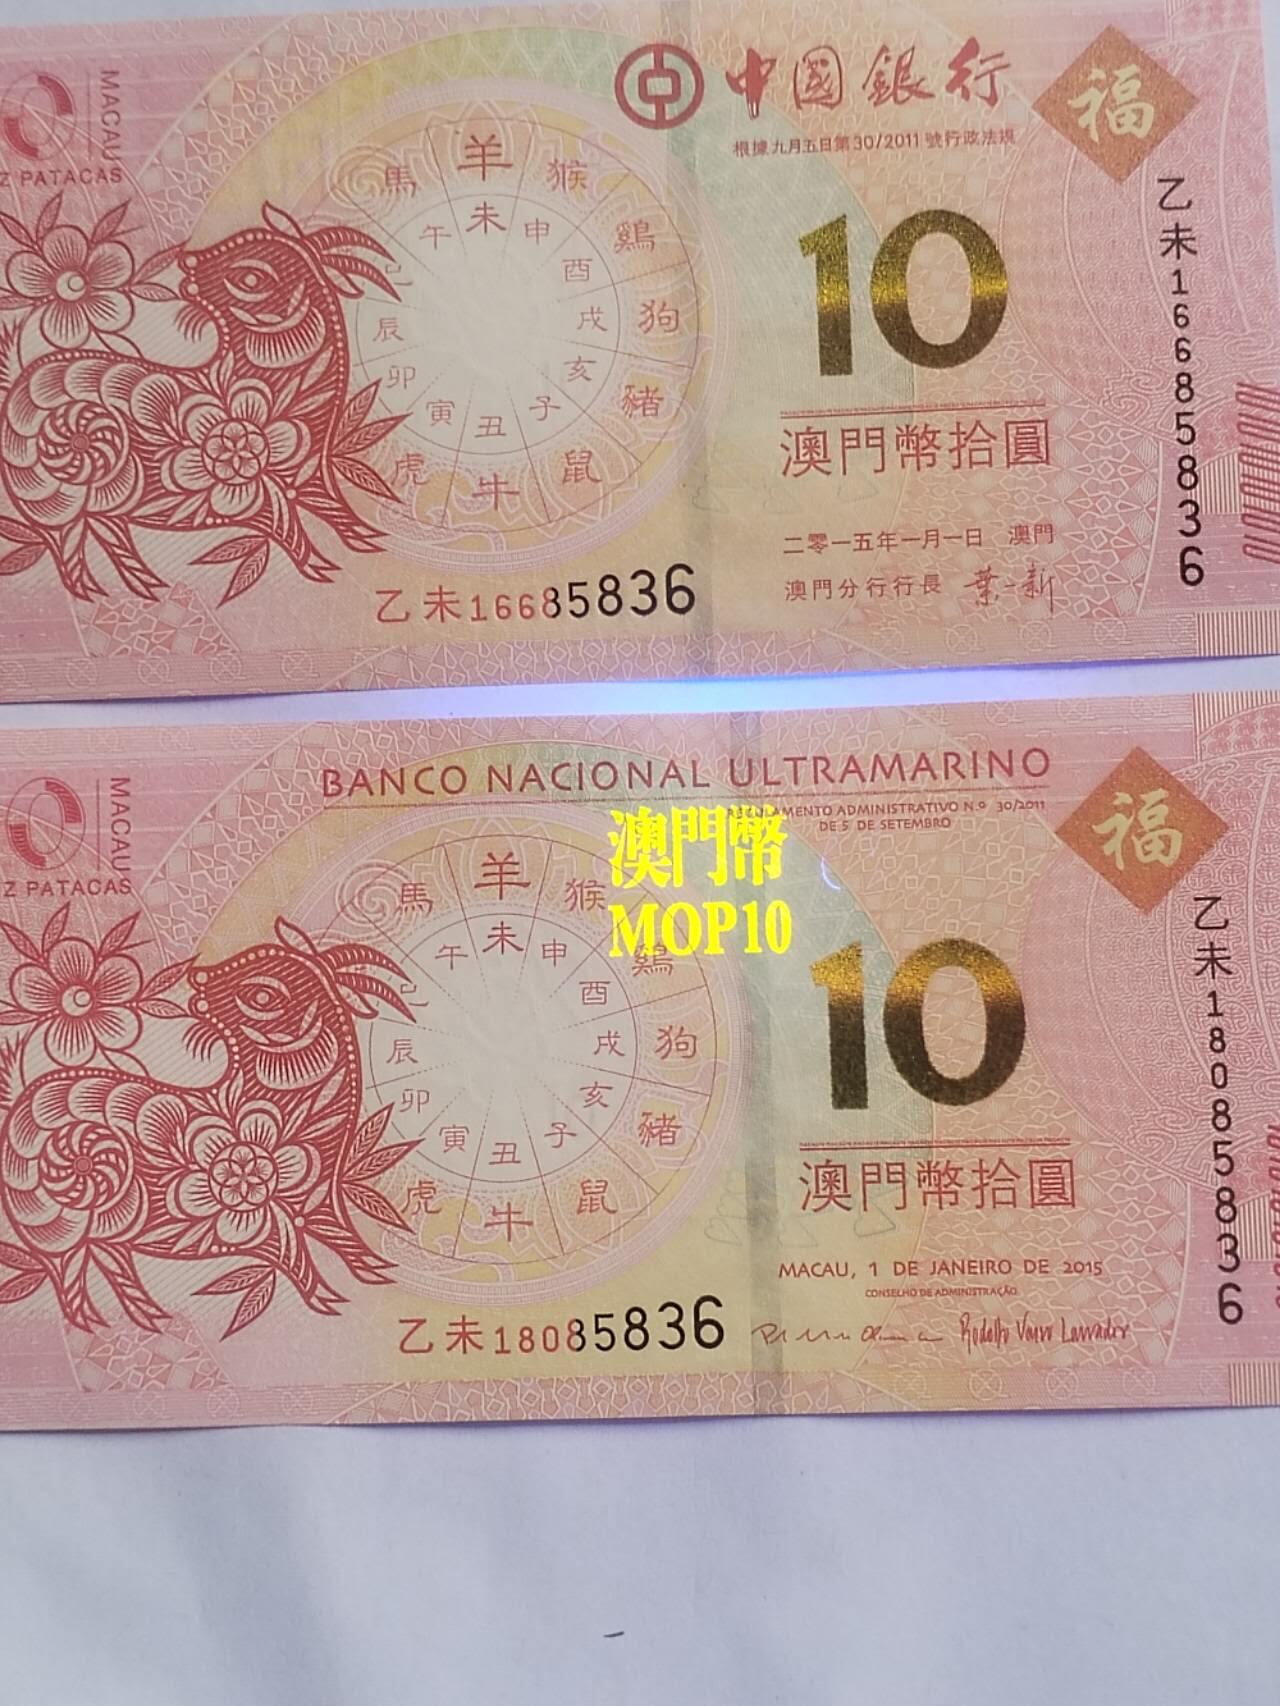 MACAU
Z PATACAS
中國銀行
根據九月五日第30/2011號行政法規
福
乙未16685836
10
羊
馬 猴
未
午 申
鷄
巳 酉
辰 戌 狗
卯 亥
豬
寅 子
丑
虎 鼠
牛
澳門幣拾圓
二零一五年一月一日 澳門
澳門分行行長 葉一新
乙未16685836
BANCO NACIONAL ULTRAMARINO
REGULAMENTO ADMINISTRATIVO N.º 30/2011
DE 5 DE SETEMBRO
MACAU
Z PATACAS
福
乙未18085836
澳門幣
MOP10
10
羊
馬 猴
未
午 申
鷄
巳 酉
辰 戌 狗
卯 亥
豬
寅 子
丑
虎 鼠
牛
澳門幣拾圓
MACAU, 1 DE JANEIRO DE 2015
CONSELHO DE ADMINISTRAÇÃO
乙未18085836